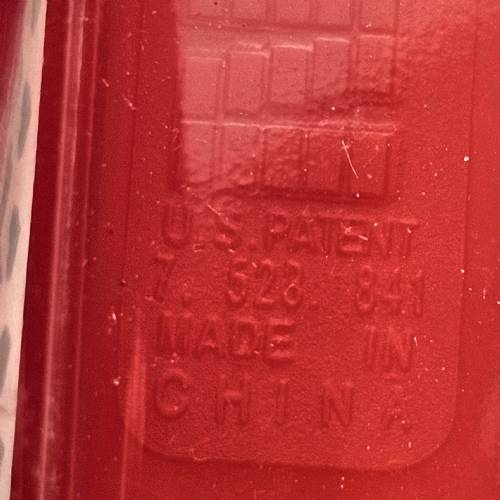 U.S. PATENT
7. 528. 841
MADE IN
CHINA